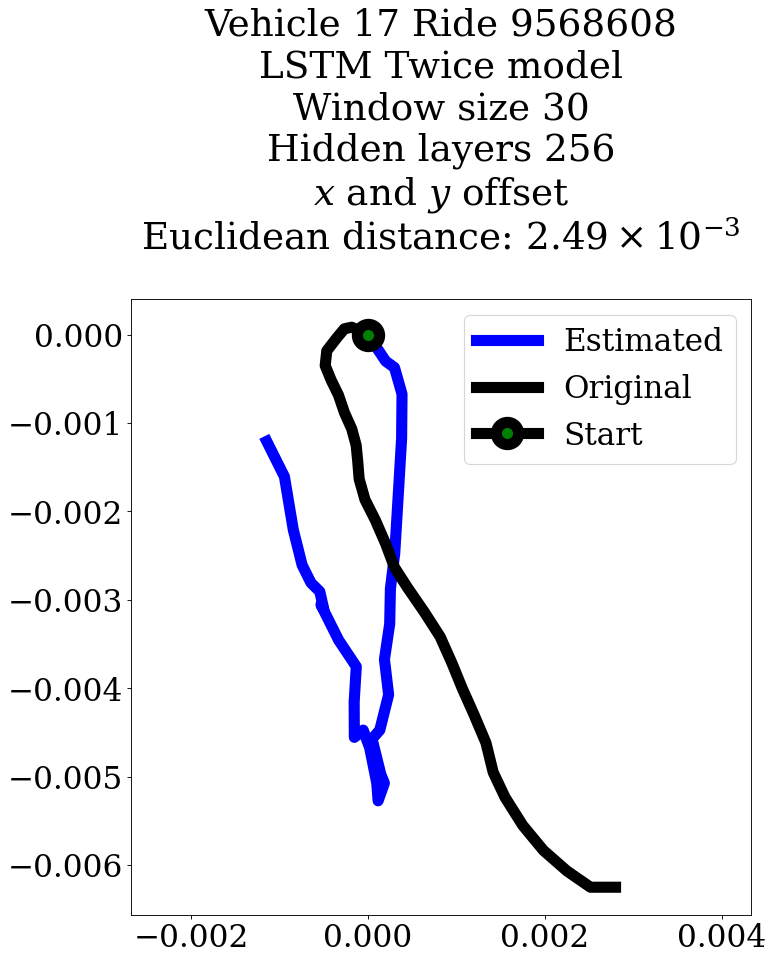 Vehicle 17 Ride 9568608
LSTM Twice model
Window size 30
Hidden layers 256
x and y offset
Euclidean distance: 2.49 × 10⁻³
Estimated
Original
Start
0.000
−0.001
−0.002
−0.003
−0.004
−0.005
−0.006
−0.002 0.000 0.002 0.004